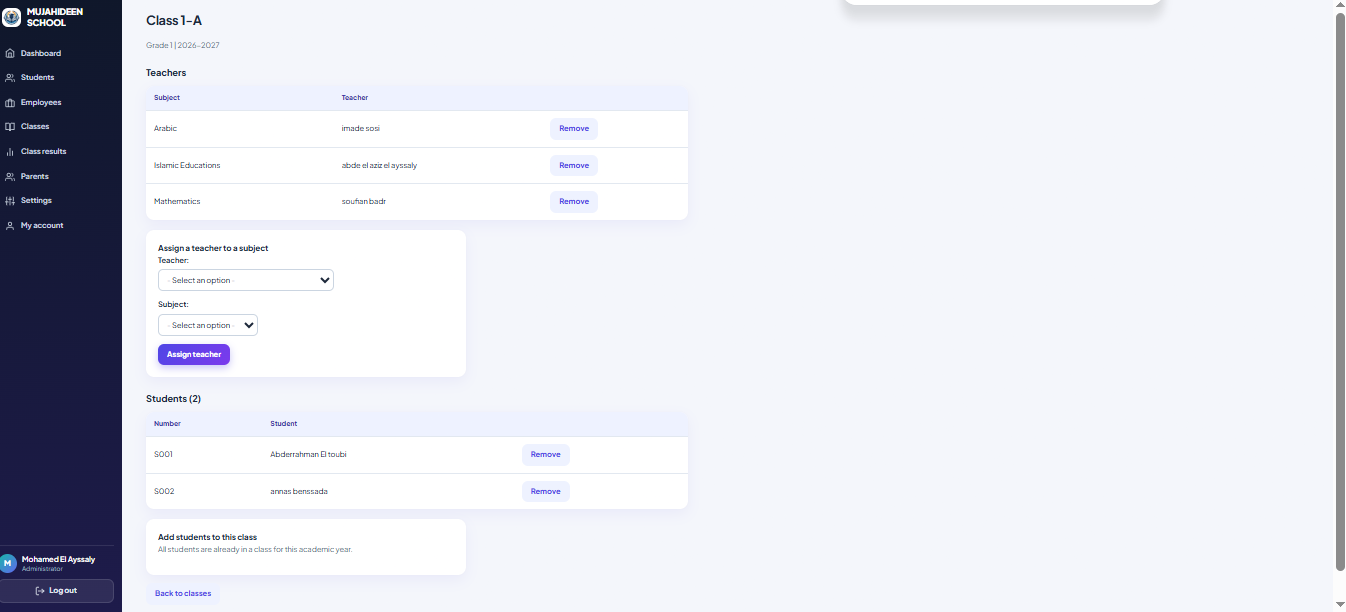 MUJAHIDEEN
SCHOOL
Dashboard
Students
Employees
Classes
Class results
Parents
Settings
My account
Mohamed El Ayssaly
M
Administrator
Log out
Class 1-A
Grade 1 | 2026-2027
Teachers
Subject Teacher
Arabic imade sosi Remove
Islamic Educations abde el aziz el ayssaly Remove
Mathematics soufian badr Remove
Assign a teacher to a subject
Teacher:
- Select an option -
Subject:
- Select an option -
Assign teacher
Students (2)
Number Student
S001 Abderrahman El toubi Remove
S002 annas benssada Remove
Add students to this class
All students are already in a class for this academic year.
Back to classes